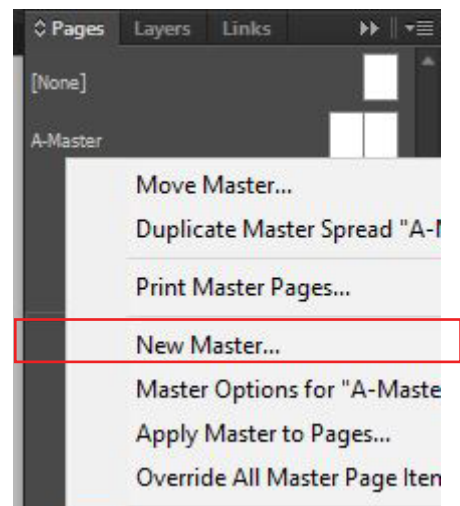 Pages Layers Links
[None]
A-Master
Move Master...
Duplicate Master Spread "A-M
Print Master Pages...
New Master...
Master Options for "A-Maste
Apply Master to Pages...
Override All Master Page Iten